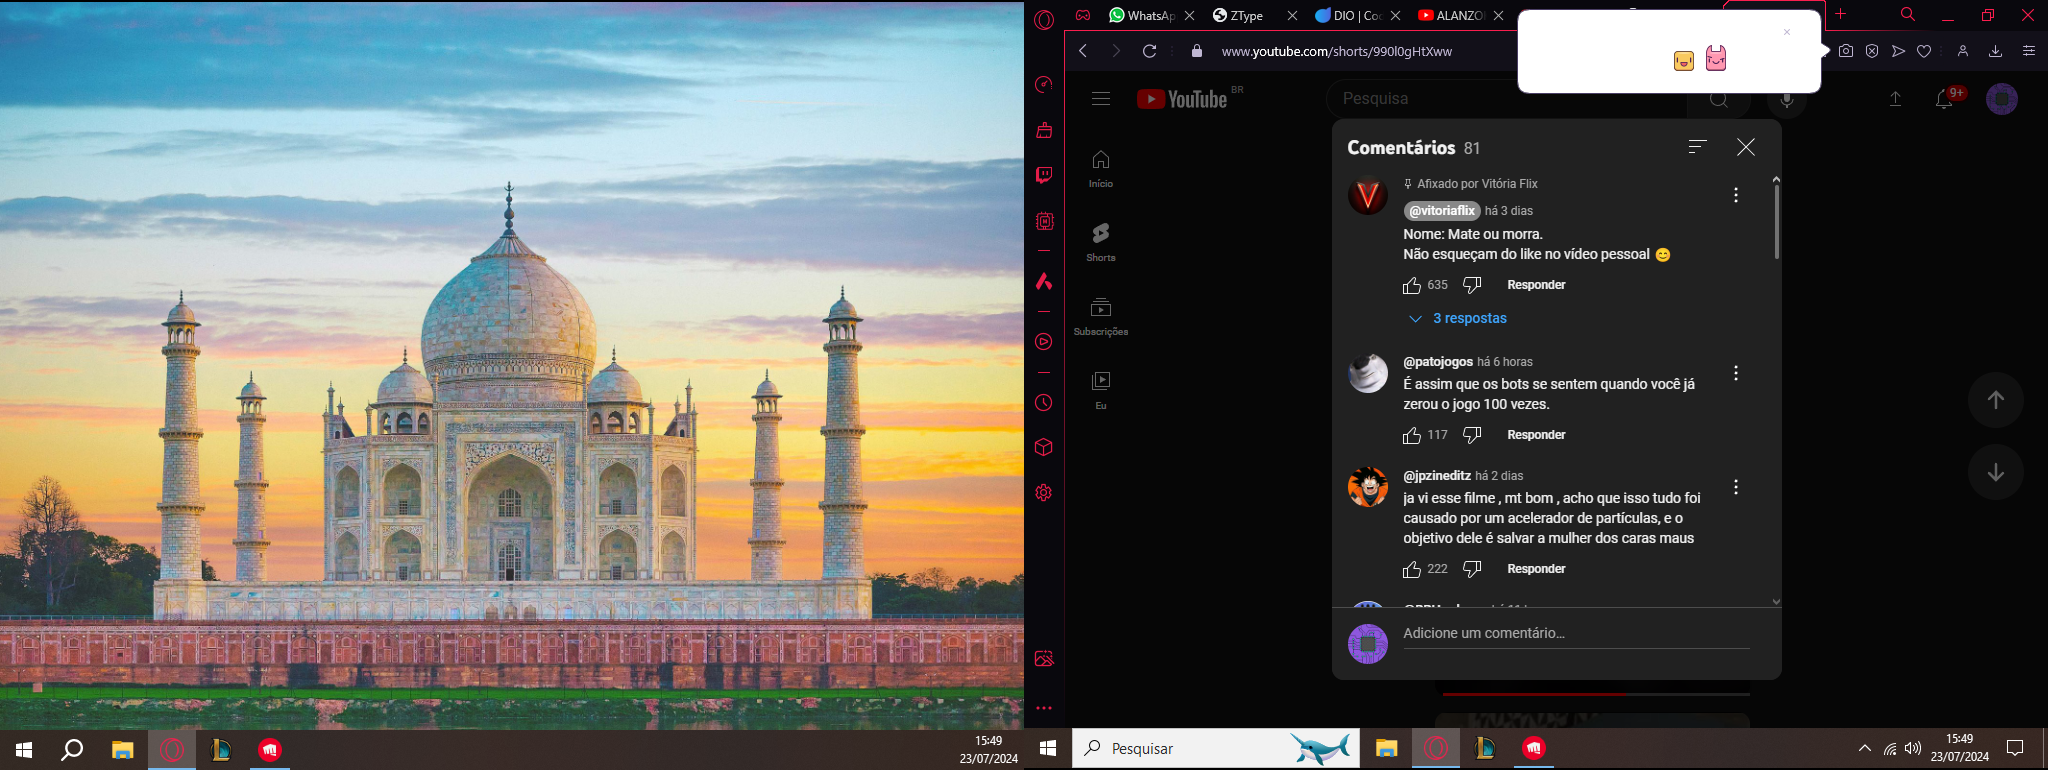 WhatsAp
ZType
DIO | Co
ALANZO
www.youtube.com/shorts/990l0gHtXww
YouTube BR
Pesquisa
9+
Início
Shorts
Subscrições
Eu
Comentários 81
Afixado por Vitória Flix
@vitoriaflix há 3 dias
Nome: Mate ou morra.
Não esqueçam do like no vídeo pessoal 😊
635 Responder
3 respostas
@patojogos há 6 horas
É assim que os bots se sentem quando você já
zerou o jogo 100 vezes.
117 Responder
@jpzineditz há 2 dias
ja vi esse filme , mt bom , acho que isso tudo foi
causado por um acelerador de partículas, e o
objetivo dele é salvar a mulher dos caras maus
222 Responder
Adicione um comentário...
15:49
23/07/2024
Pesquisar
15:49
23/07/2024